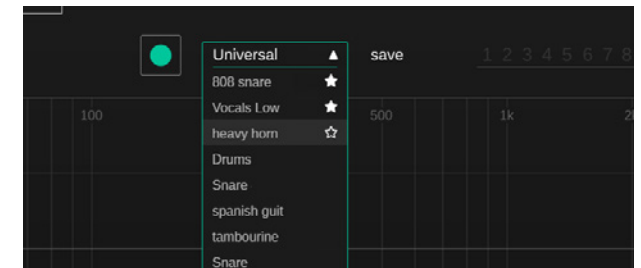 Universal ▲ save 1 2 3 4 5 6 7 8
808 snare
Vocals Low
100 500 1k
heavy horn
Drums
Snare
spanish guit
tambourine
Snare